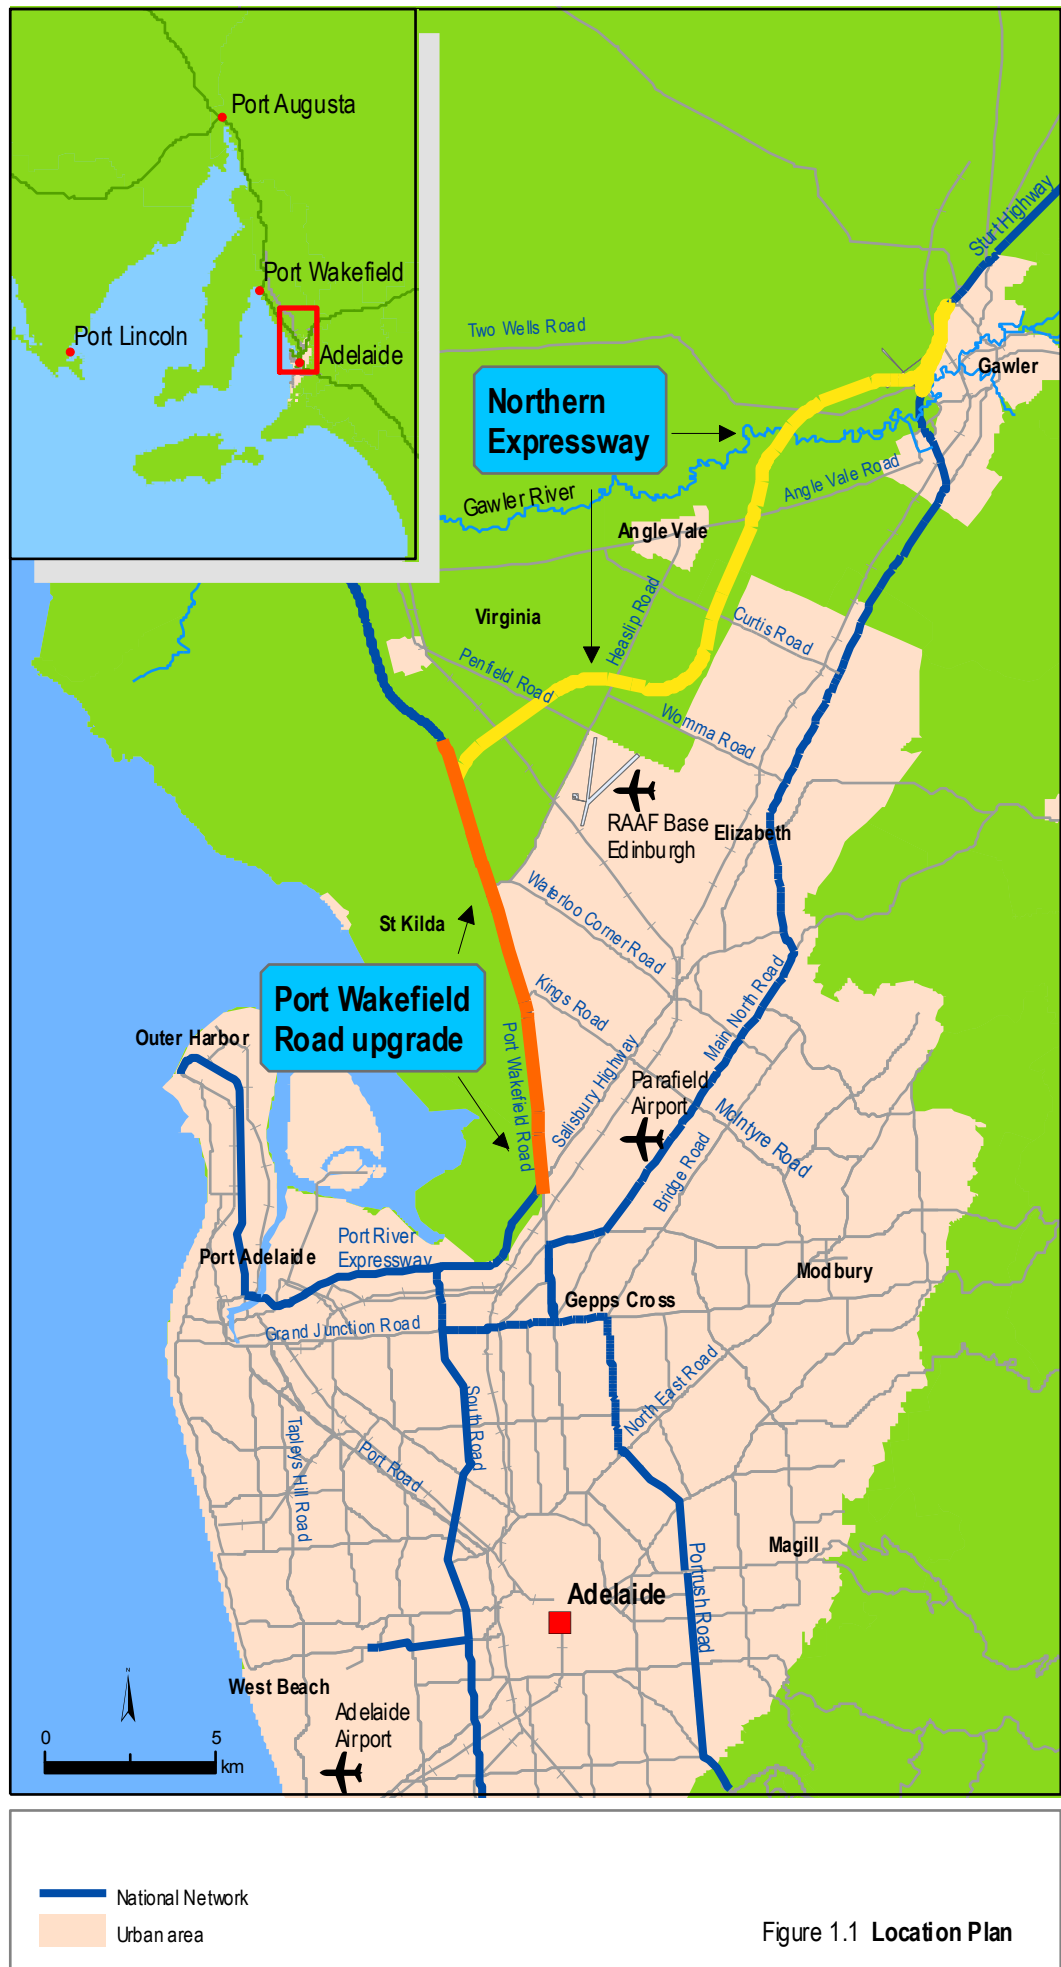 Port Augusta
Port Wakefield
Port Lincoln
Adelaide
Sturt Highway
Two Wells Road
Gawler
Northern
Expressway
Gawler River
Angle Vale Road
Angle Vale
Virginia
Heaslip Road
Curtis Road
Penfield Road
Womma Road
RAAF Base
Edinburgh
Elizabeth
Waterloo Corner Road
St Kilda
Kings Road
Main North Road
Port Wakefield
Road upgrade
Outer Harbor
Port Wakefield Road
Salisbury Highway
Parafield
Airport
McIntyre Road
Bridge Road
Port River
Expressway
Port Adelaide
Modbury
Gepps Cross
Grand Junction Road
North East Road
South Road
Tapleys Hill Road
Port Road
Magill
Portrush Road
Adelaide
West Beach
Adelaide
Airport
N
0 5
km
National Network
Urban area
Figure 1.1 Location Plan